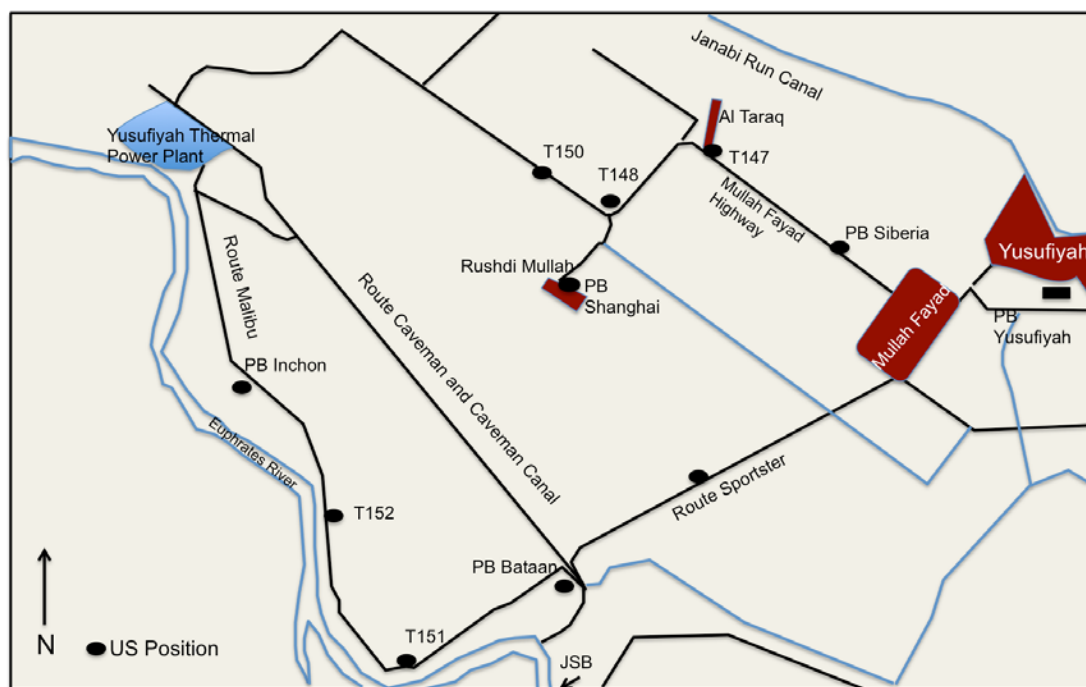 Janabi Run Canal
Al Taraq
Yusufiyah Thermal
Power Plant
T150
T147
T148
Mullah Fayad
Highway
PB Siberia
Yusufiyah
Rushdi Mullah
PB
Shanghai
Route Malibu
Route Caveman and Caveman Canal
Mullah Fayad
PB
Yusufiyah
PB Inchon
Euphrates River
Route Sportster
T152
PB Bataan
N
US Position
T151
JSB